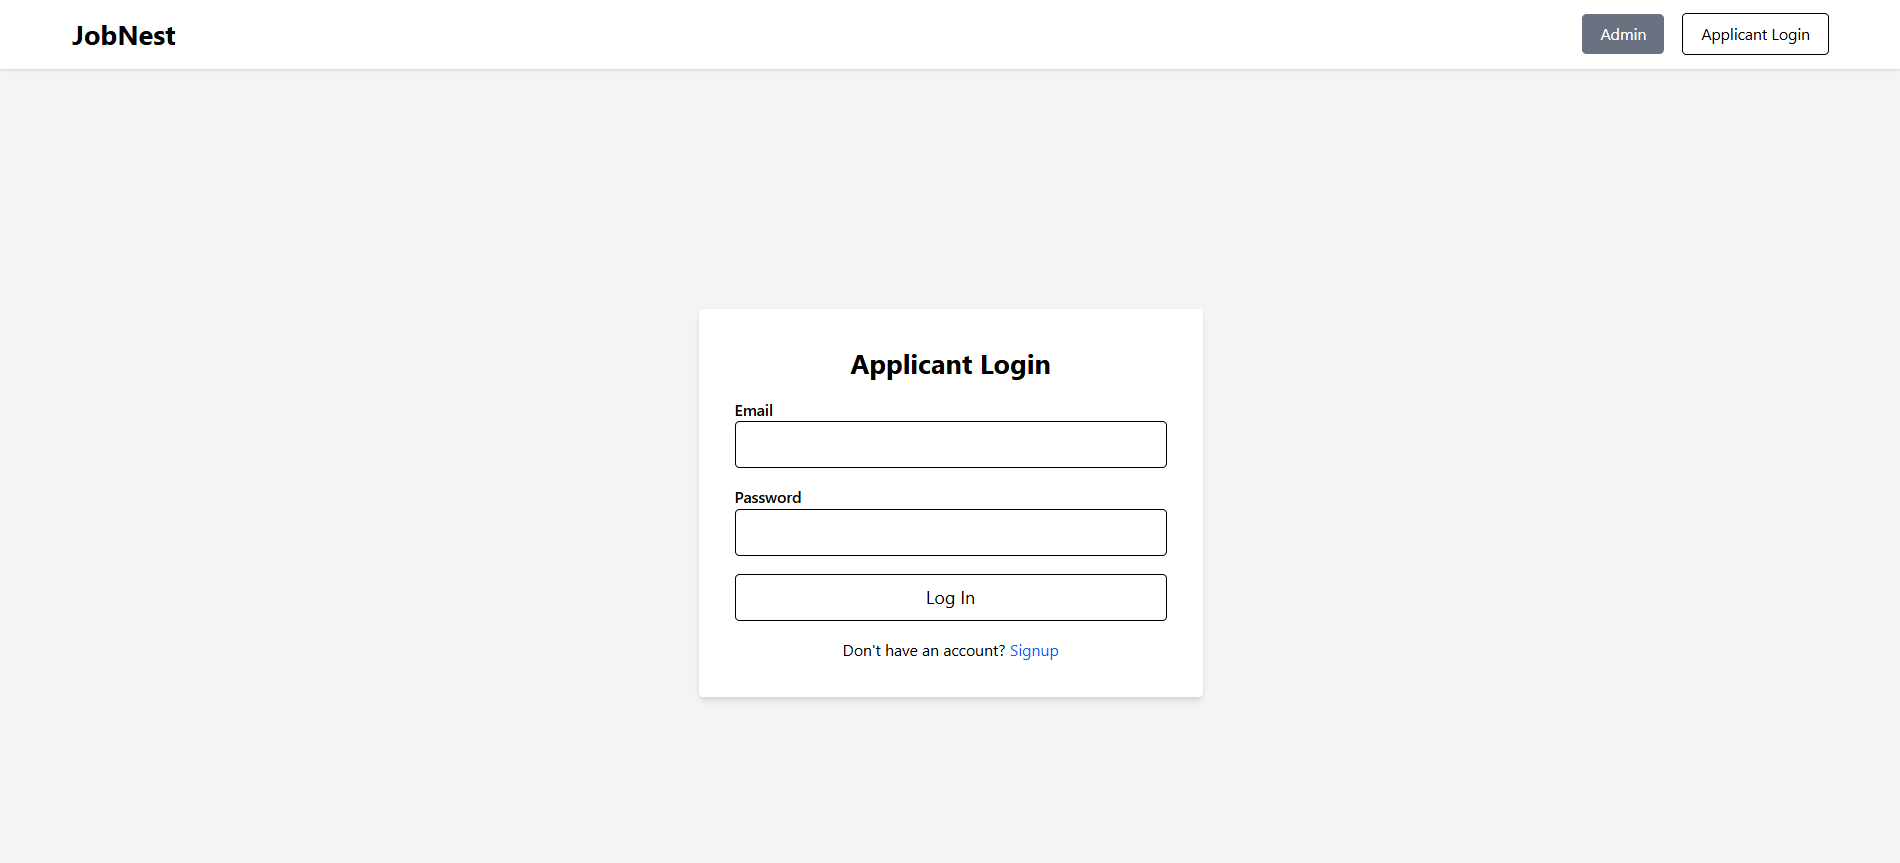 JobNest
Admin
Applicant Login
Applicant Login
Email
Password
Log In
Don't have an account? Signup